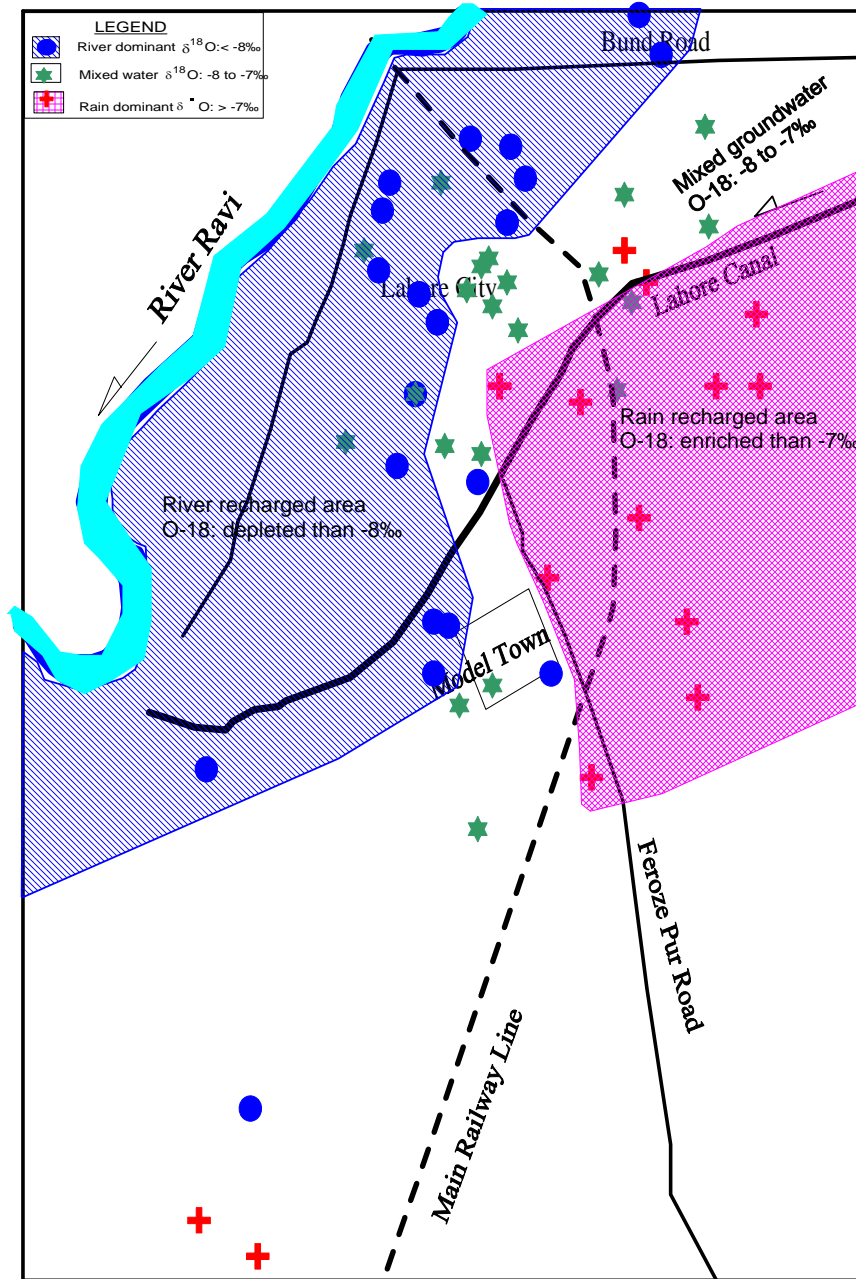 LEGEND
River dominant δ¹⁸O:< -8‰
Mixed water δ¹⁸O: -8 to -7‰
Rain dominant δ ▪ O: > -7‰
Bund Road
Mixed groundwater
O-18: -8 to -7‰
River Ravi
Lahore City
Lahore Canal
Rain recharged area
O-18: enriched than -7‰
River recharged area
O-18: depleted than -8‰
Model Town
Feroze Pur Road
Main Railway Line